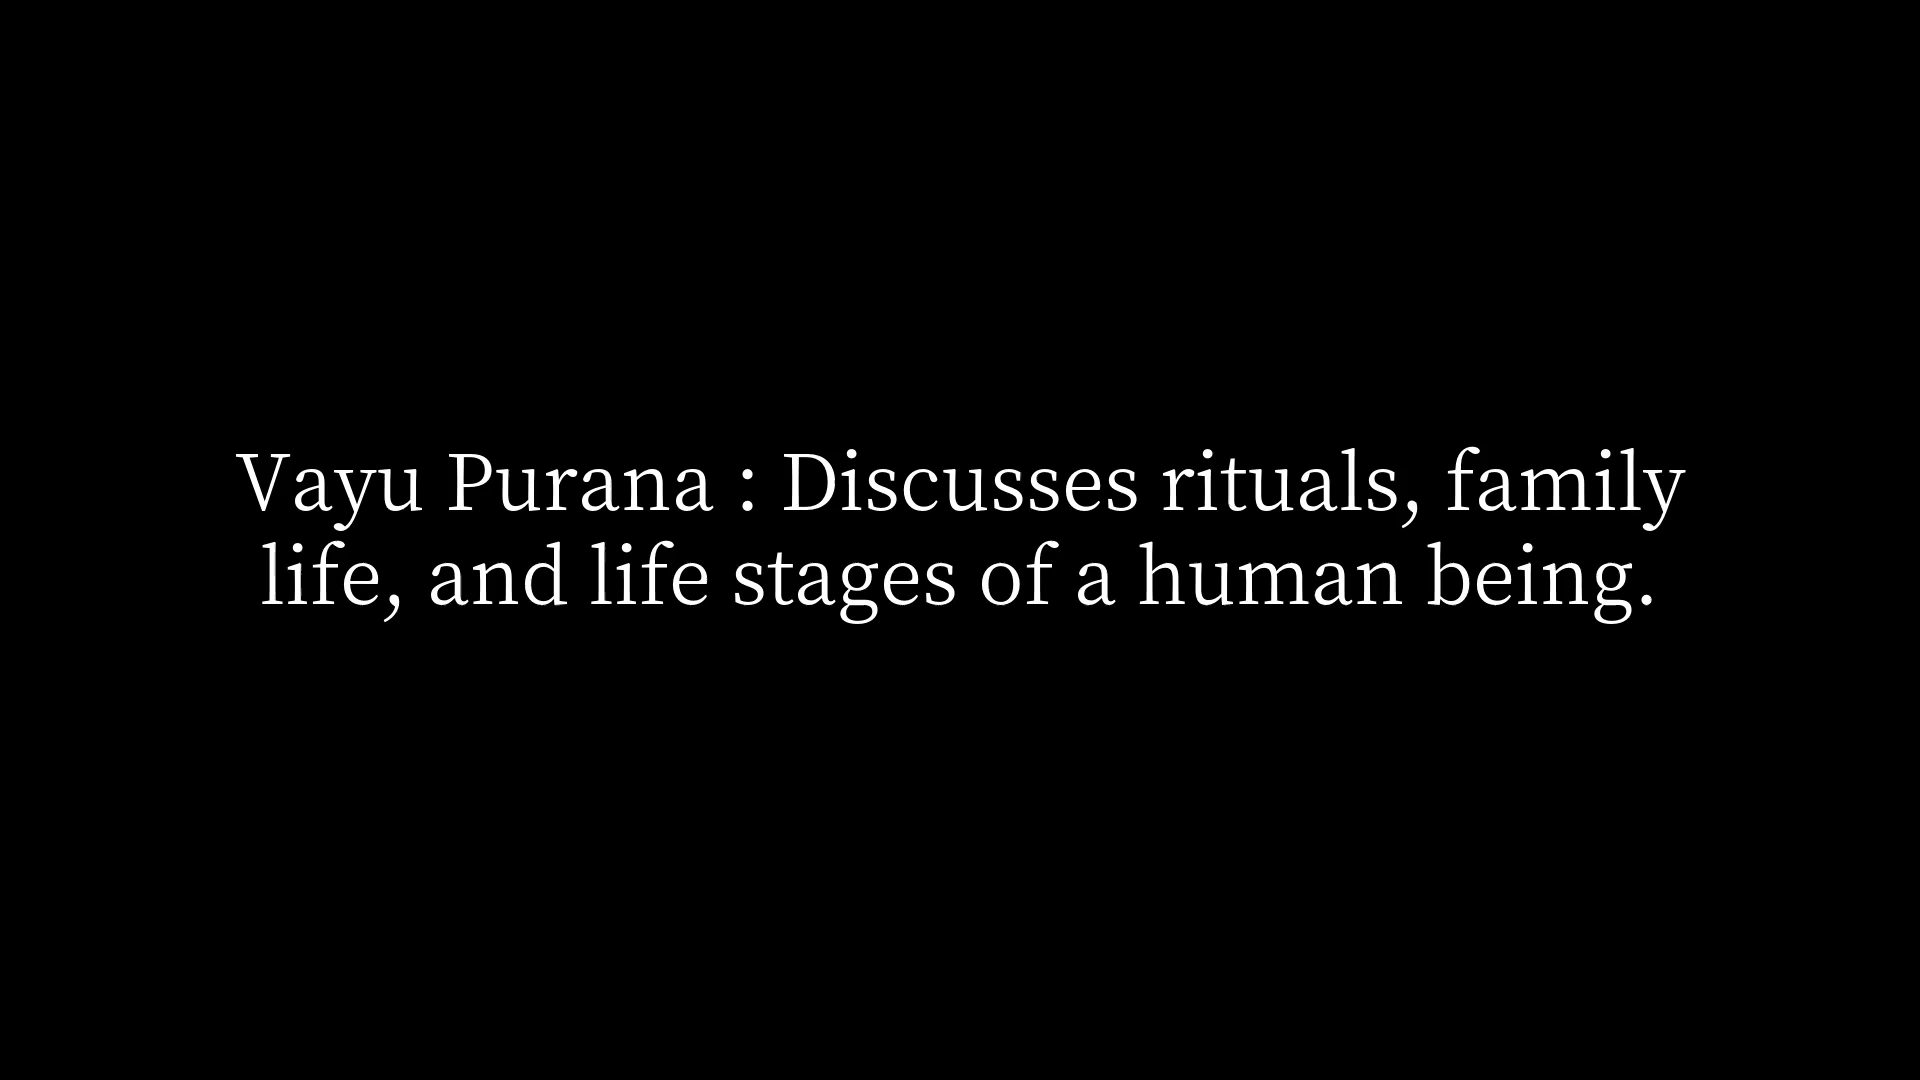 Vayu Purana : Discusses rituals, family
life, and life stages of a human being.